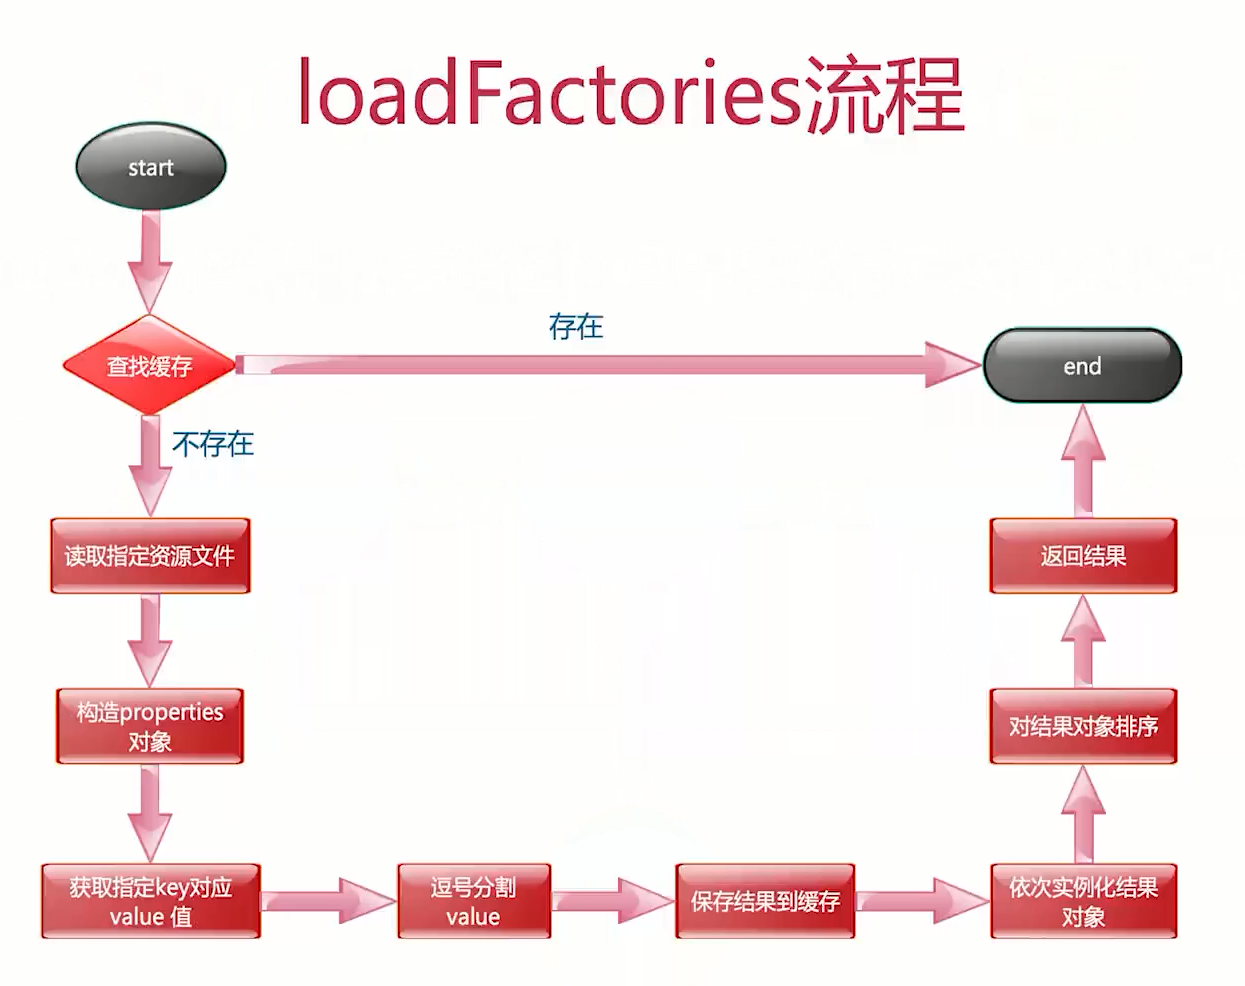 loadFactories流程
start
查找缓存
存在
end
不存在
读取指定资源文件
返回结果
构造properties
对象
对结果对象排序
获取指定key对应
value 值
逗号分割
value
保存结果到缓存
依次实例化结果
对象